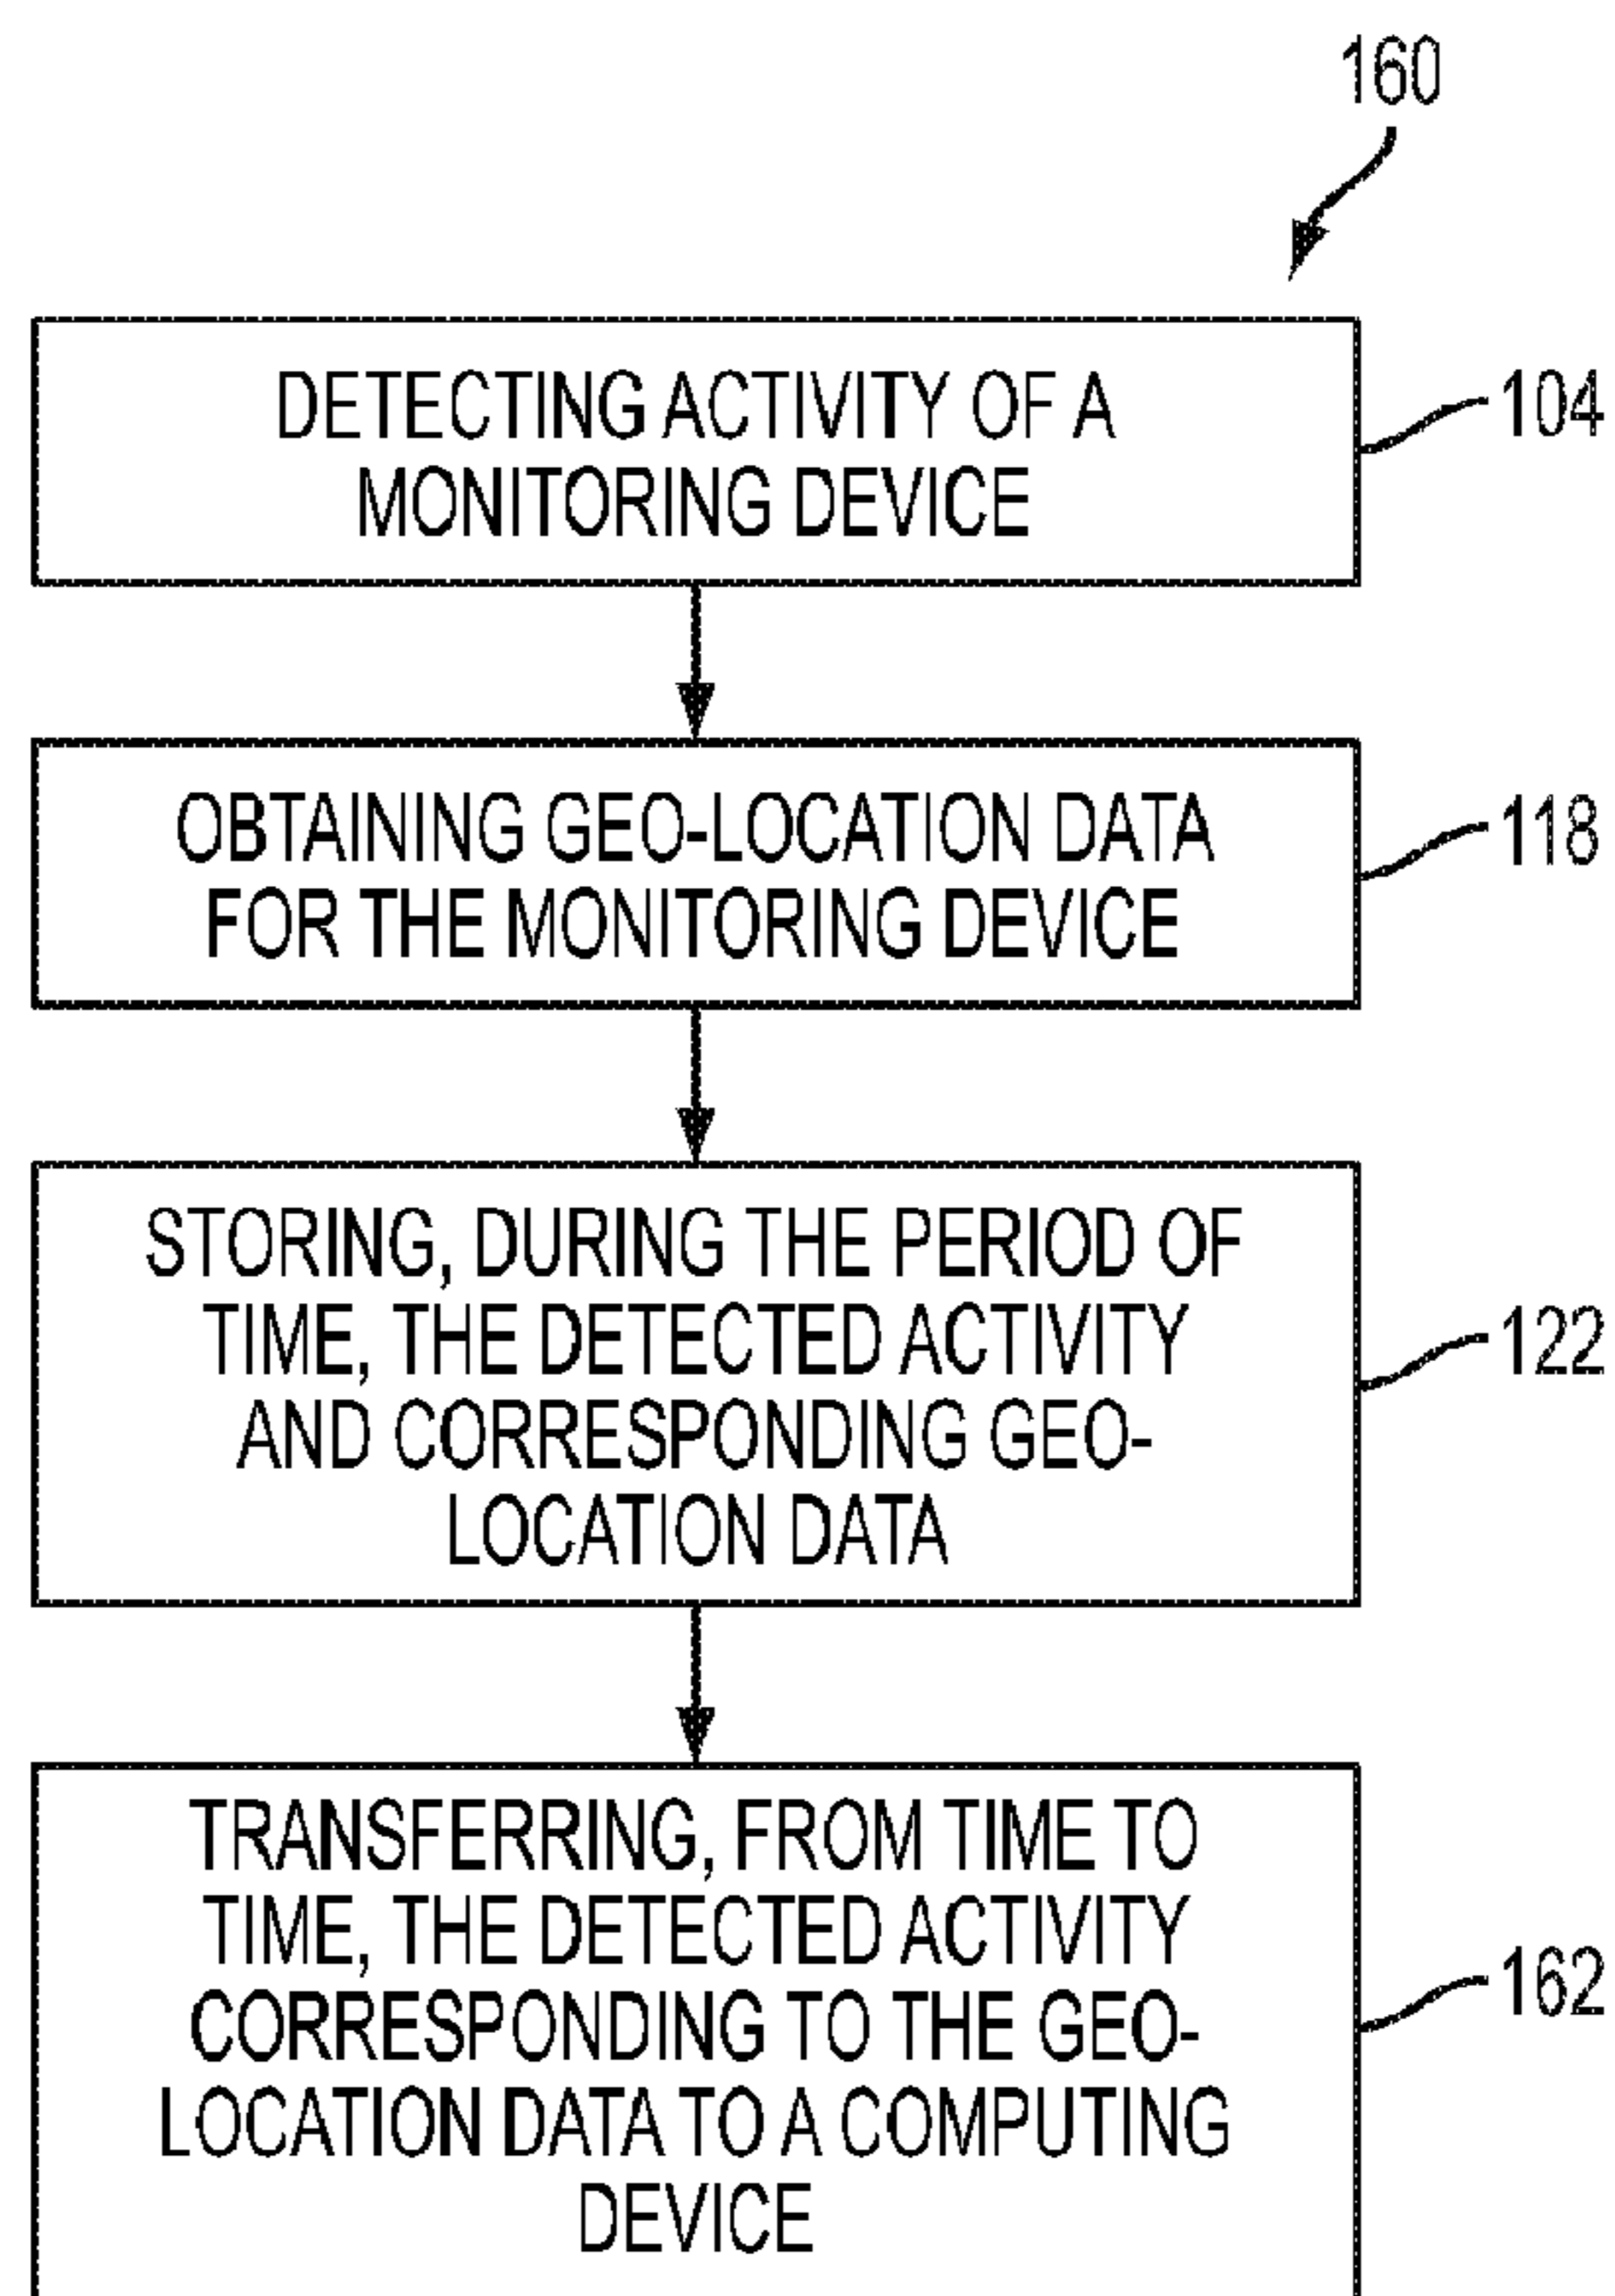 160
DETECTING ACTIVITY OF A
MONITORING DEVICE
104
OBTAINING GEO-LOCATION DATA
FOR THE MONITORING DEVICE
118
STORING, DURING THE PERIOD OF
TIME, THE DETECTED ACTIVITY
AND CORRESPONDING GEO-
LOCATION DATA
122
TRANSFERRING, FROM TIME TO
TIME, THE DETECTED ACTIVITY
CORRESPONDING TO THE GEO-
LOCATION DATA TO A COMPUTING
DEVICE
162